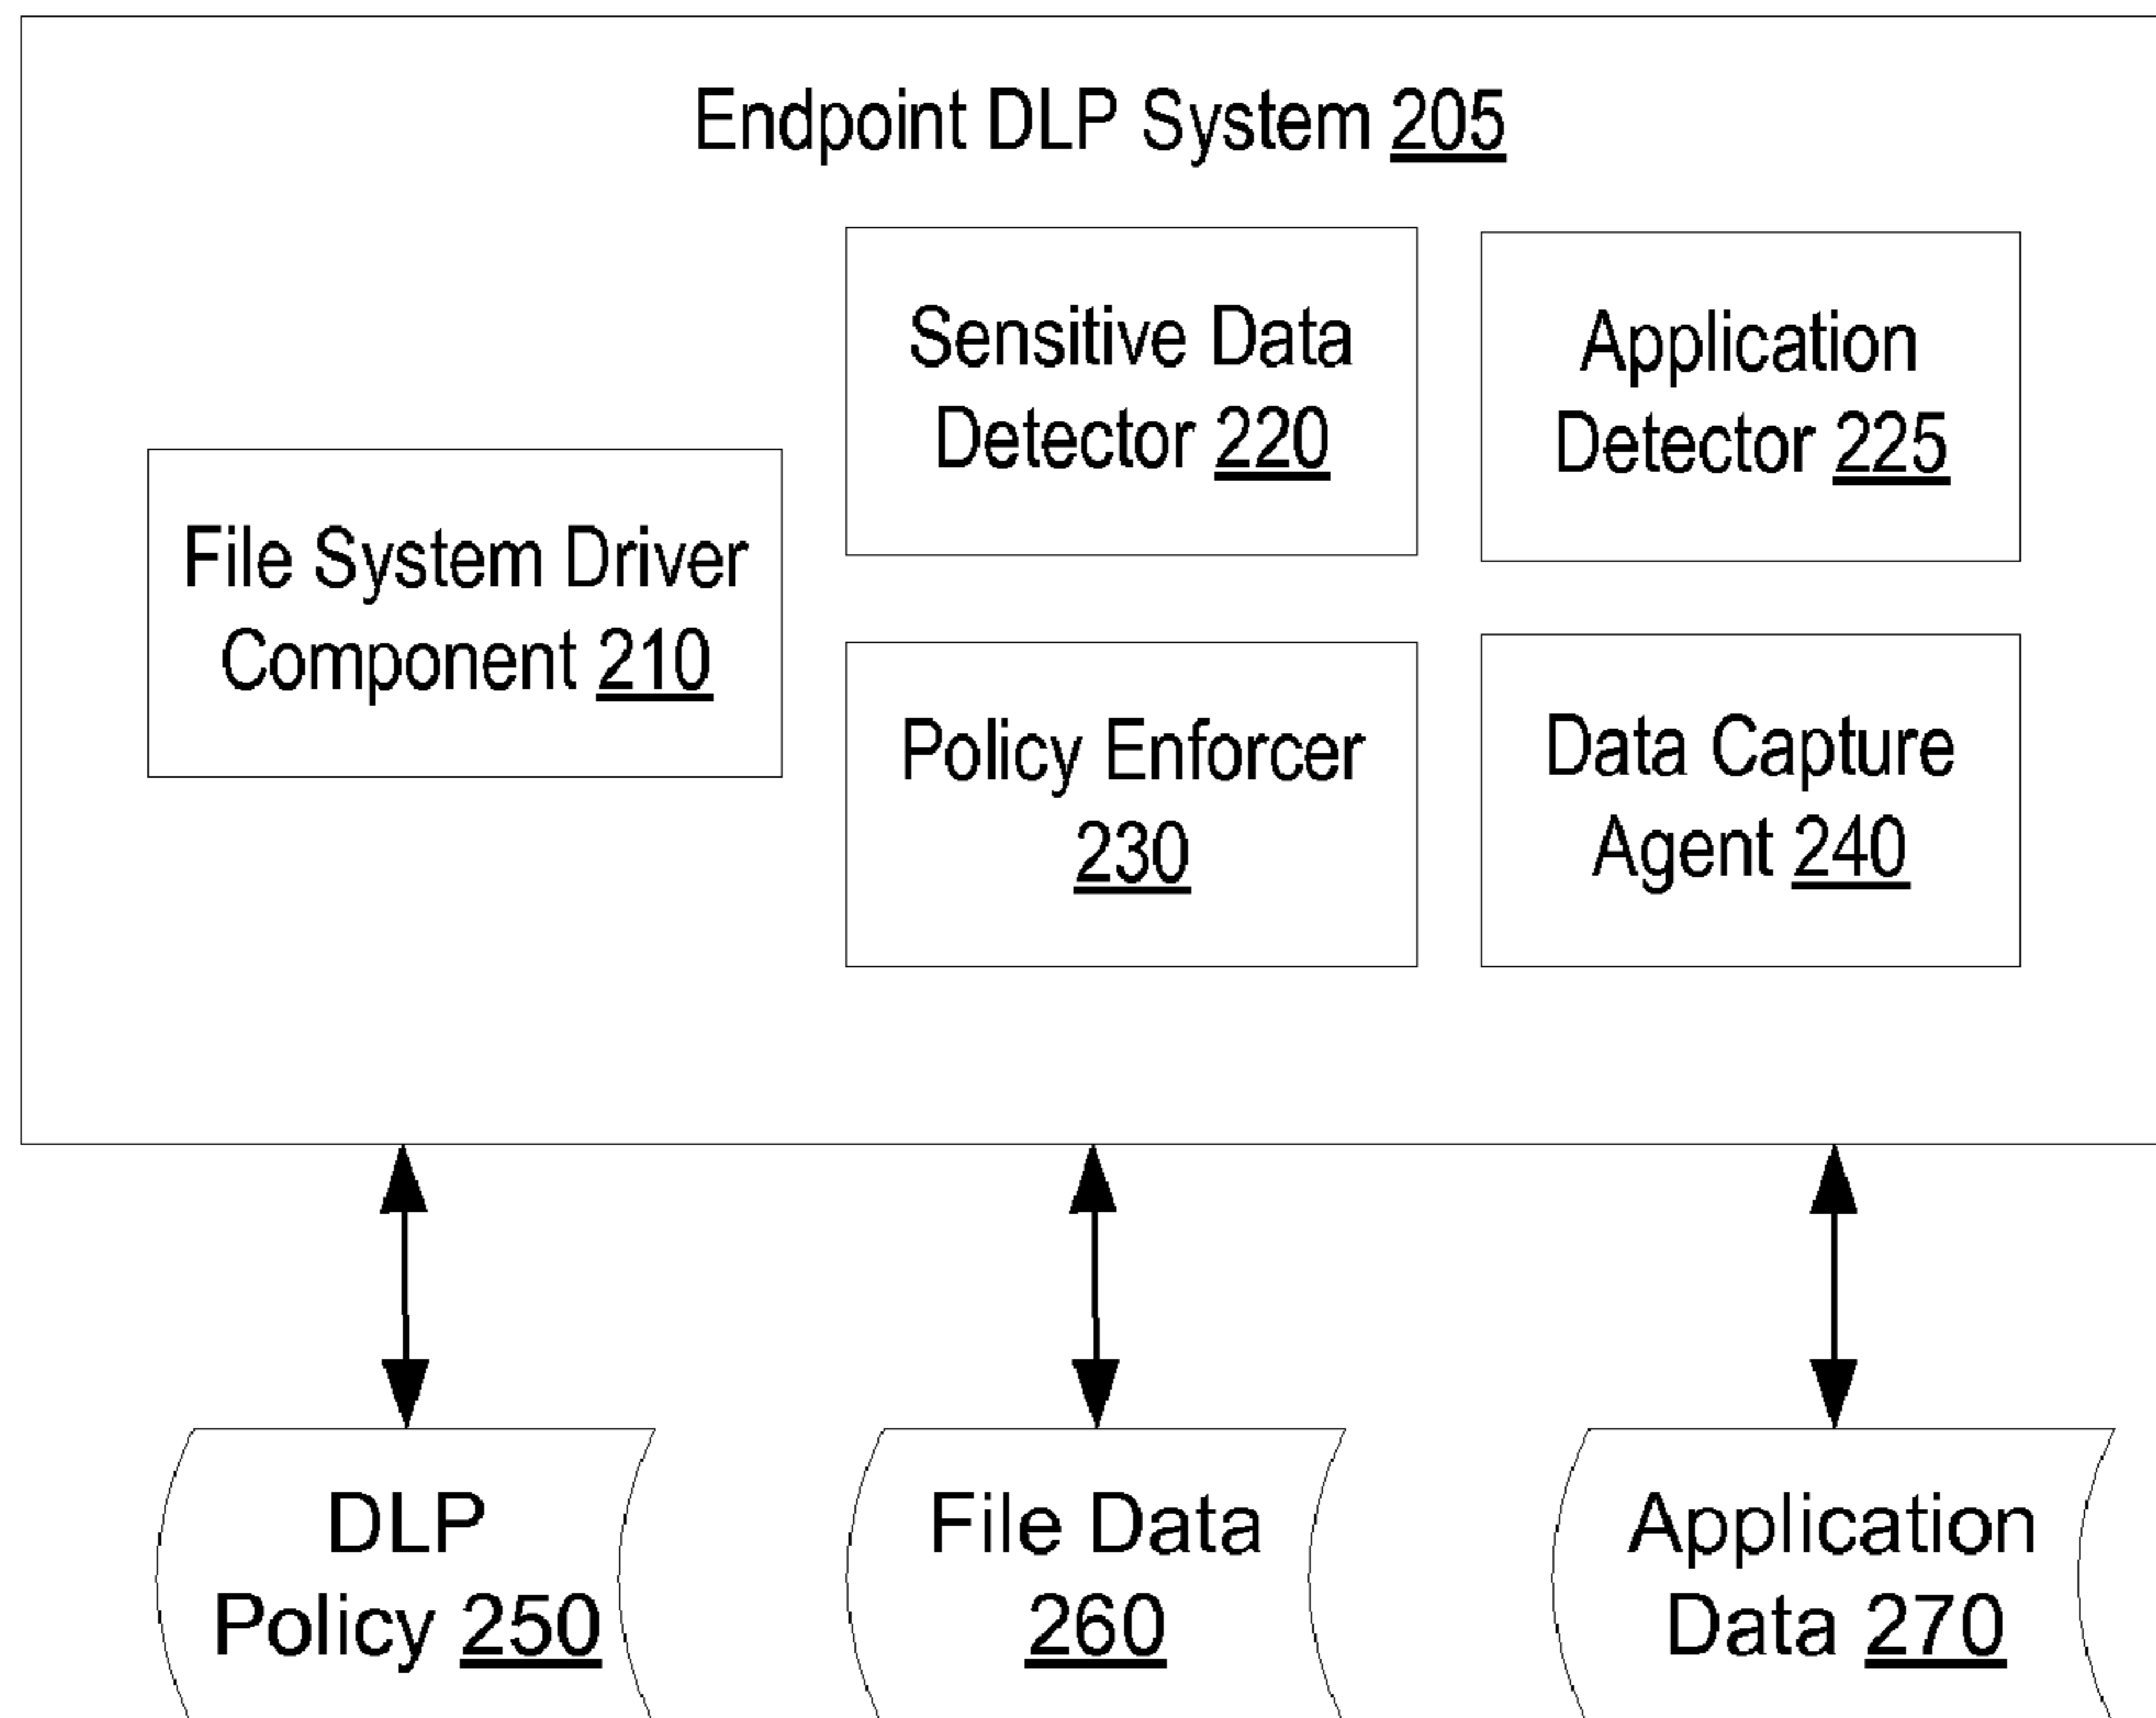 Endpoint DLP System 205
Sensitive Data
Detector 220
Application
Detector 225
File System Driver
Component 210
Policy Enforcer
230
Data Capture
Agent 240
DLP
Policy 250
File Data
260
Application
Data 270